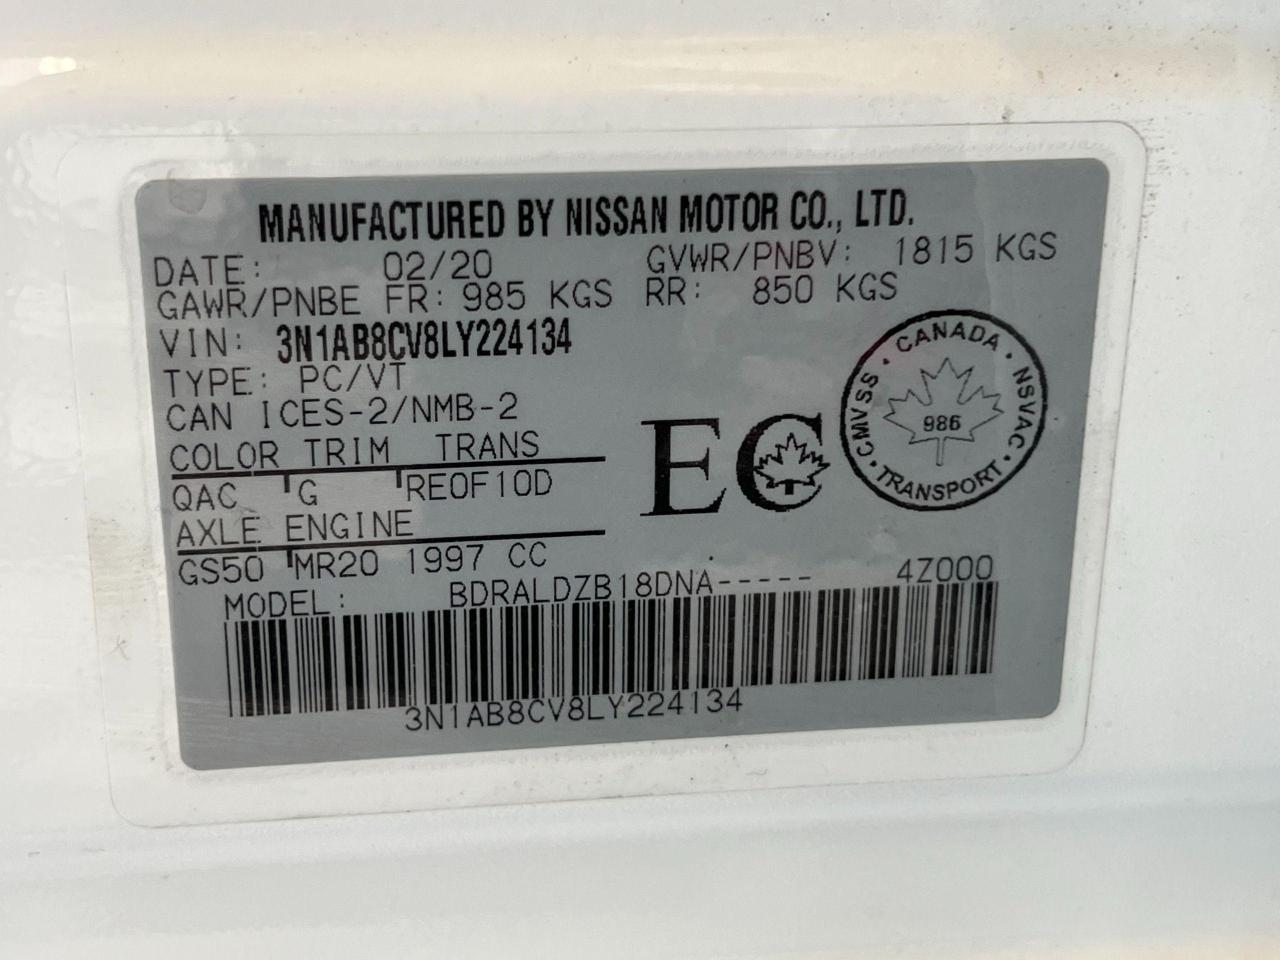 MANUFACTURED BY NISSAN MOTOR CO., LTD.
DATE: 02/20 GVWR/PNBV: 1815 KGS
GAWR/PNBE FR: 985 KGS RR: 850 KGS
VIN: 3N1AB8CV8LY224134
TYPE: PC/VT
CAN ICES-2/NMB-2
COLOR TRIM TRANS
QAC G RE0F10D
AXLE ENGINE
GS50 MR20 1997 CC
MODEL: BDRALDZB18DNA----- 4Z000
3N1AB8CV8LY224134
EC
CANADA · NSVAC · TRANSPORT · CMVSS ·
986